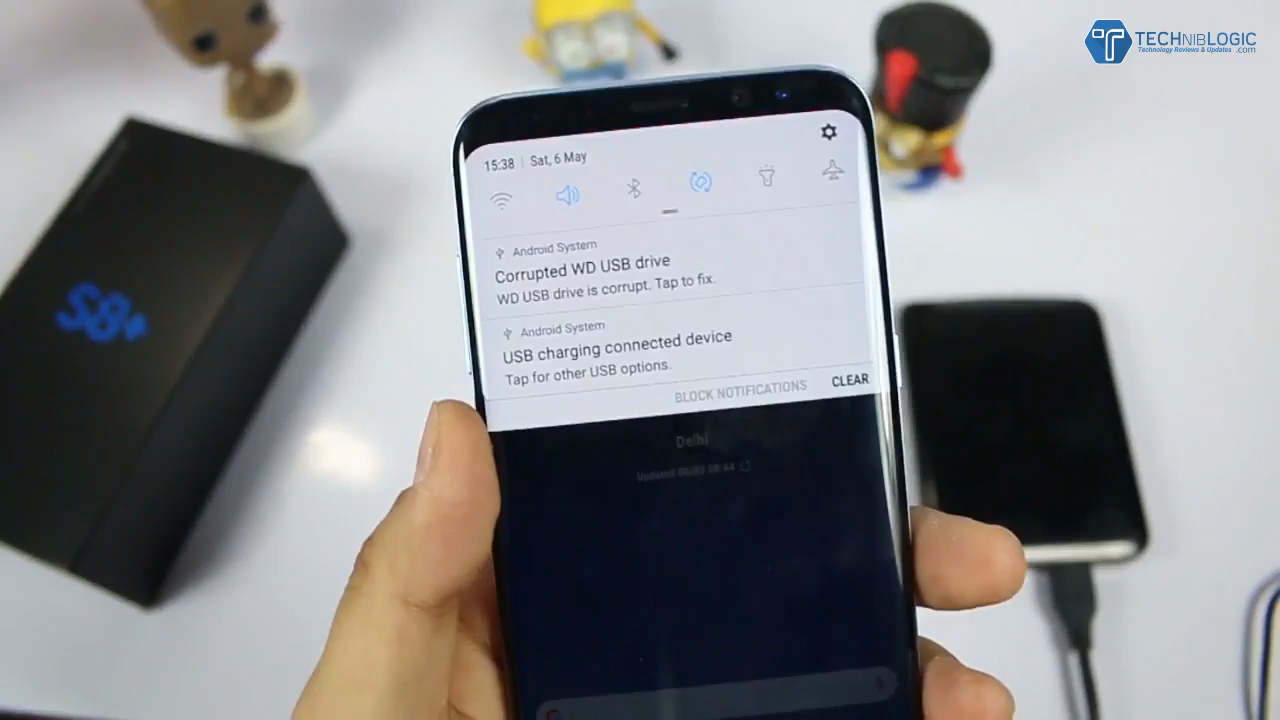 TECHNIBLOGIC
Technology Reviews & Updates .com
15:38 | Sat, 6 May
Android System
Corrupted WD USB drive
WD USB drive is corrupt. Tap to fix.
Android System
USB charging connected device
Tap for other USB options.
BLOCK NOTIFICATIONS CLEAR
Delhi
S8+